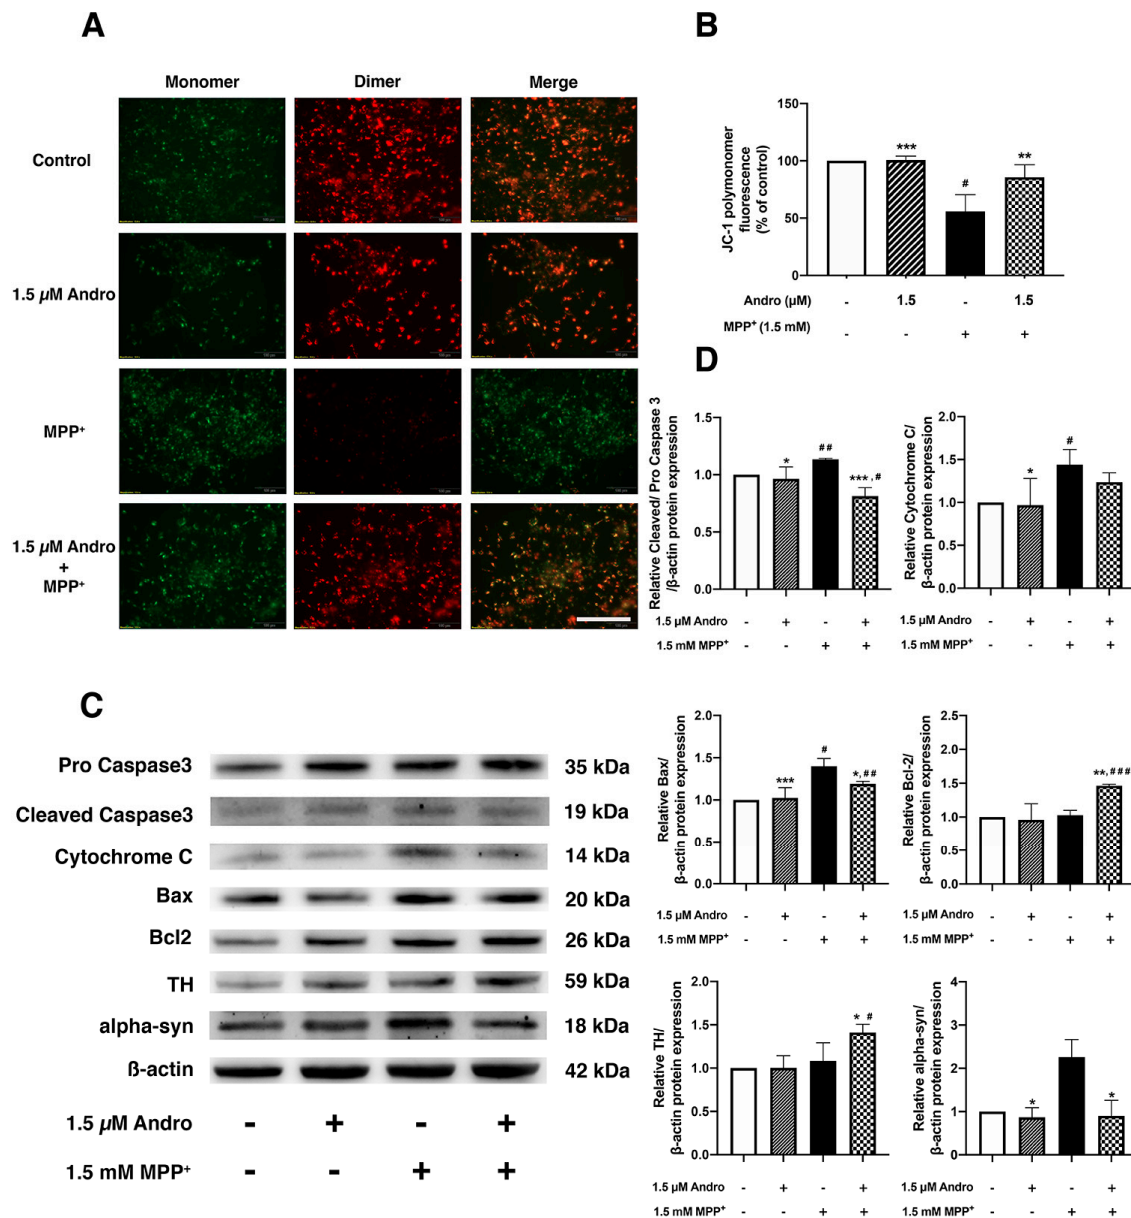 A
Monomer Dimer Merge
Control
1.5 µM Andro
MPP⁺
1.5 µM Andro
+
MPP⁺
B
JC-1 polymonomer
fluorescence
(% of control)
150
100
50
0
***
#
**
Andro (µM) - 1.5 - 1.5
MPP⁺ (1.5 mM) - - + +
C
Pro Caspase3 35 kDa
Cleaved Caspase3 19 kDa
Cytochrome C 14 kDa
Bax 20 kDa
Bcl2 26 kDa
TH 59 kDa
alpha-syn 18 kDa
ß-actin 42 kDa
1.5 µM Andro - + - +
1.5 mM MPP⁺ - - + +
D
Relative Cleaved/ Pro Caspase 3
/β-actin protein expression
1.5
1.0
0.5
0.0
*
##
***,#
1.5 µM Andro - + - +
1.5 mM MPP⁺ - - + +
Relative Cytochrome C/
β-actin protein expression
2.0
1.5
1.0
0.5
0.0
*
#
1.5 µM Andro - + - +
1.5 mM MPP⁺ - - + +
Relative Bax/
β-actin protein expression
2.0
1.5
1.0
0.5
0.0
***
#
*,##
1.5 µM Andro - + - +
1.5 mM MPP⁺ - - + +
Relative Bcl-2/
β-actin protein expression
2.5
2.0
1.5
1.0
0.5
0.0
**,###
1.5 µM Andro - + - +
1.5 mM MPP⁺ - - + +
Relative TH/
β-actin protein expression
2.0
1.5
1.0
0.5
0.0
* #
1.5 µM Andro - + - +
1.5 mM MPP⁺ - - + +
Relative alpha-syn/
β-actin protein expression
4
3
2
1
0
*
*
1.5 µM Andro - + - +
1.5 mM MPP⁺ - - + +